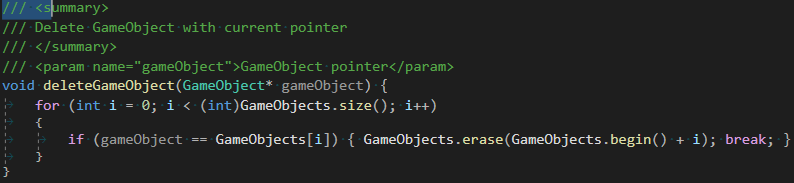 /// <summary>
/// Delete GameObject with current pointer
/// </summary>
/// <param name="gameObject">GameObject pointer</param>
void deleteGameObject(GameObject* gameObject) {
for (int i = 0; i < (int)GameObjects.size(); i++)
{
if (gameObject == GameObjects[i]) { GameObjects.erase(GameObjects.begin() + i); break; }
}
}